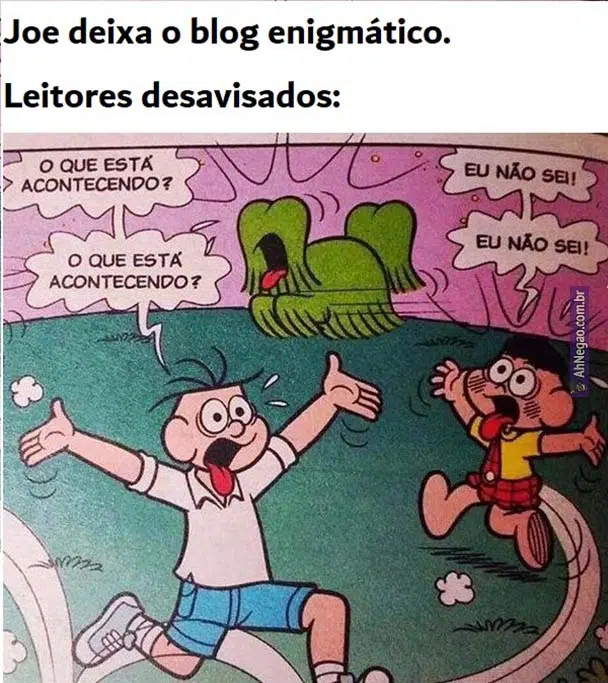 Joe deixa o blog enigmático.
Leitores desavisados:
O QUE ESTÁ
ACONTECENDO?
EU NÃO SEI!
O QUE ESTÁ
ACONTECENDO?
EU NÃO SEI!
AhNegao.com.br